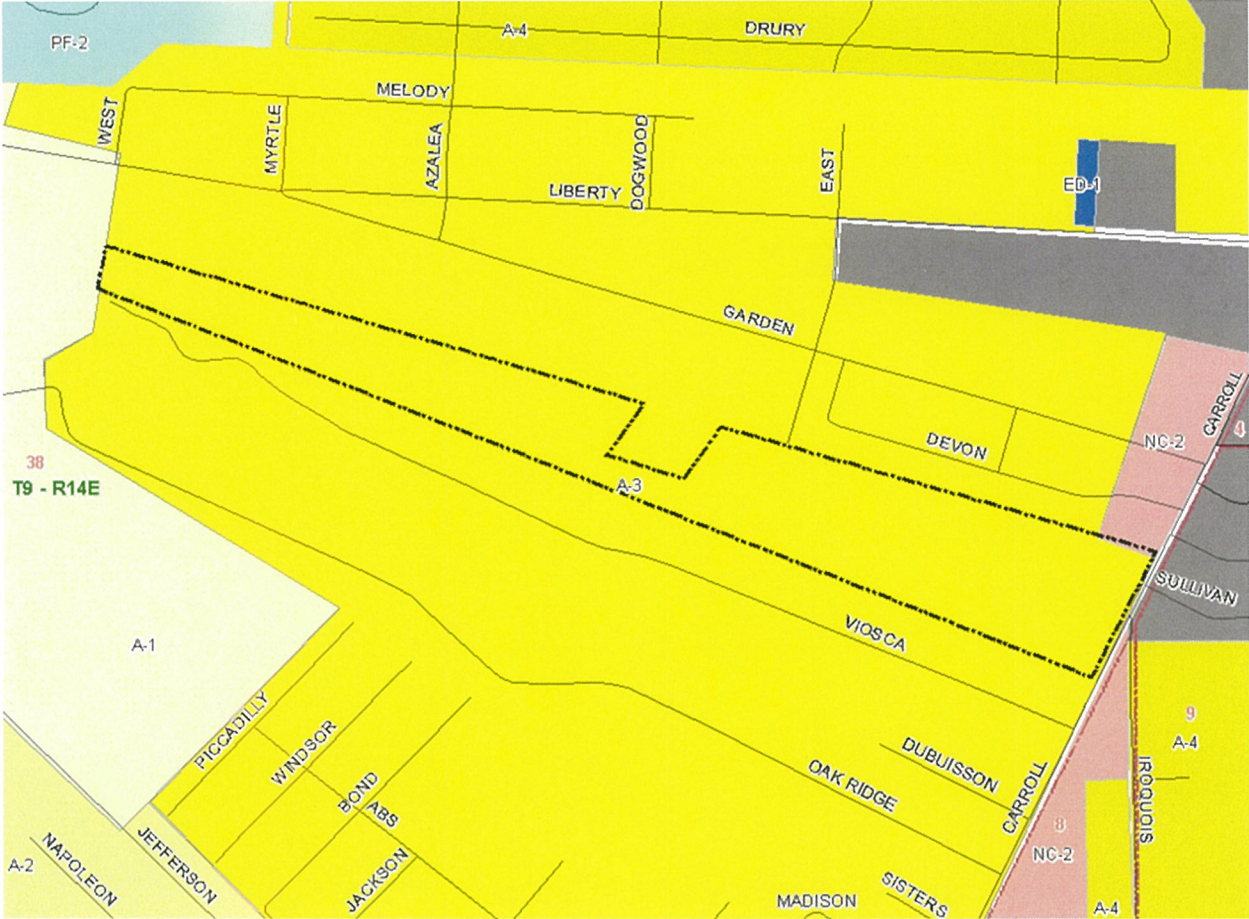 A-4
DRURY
PF-2
MELODY
WEST
MYRTLE
AZALEA
DOGWOOD
EAST
LIBERTY
ED-1
GARDEN
CARROLL
4
NC-2
DEVON
38
T9 - R14E
A-3
SULLIVAN
VIOSCA
A-1
PICCADILLY
WINDSOR
BOND
ABS
9
A-4
DUBUISSON
OAK RIDGE
CARROLL
IROQUOIS
8
NC-2
A-2
NAPOLEON
JEFFERSON
JACKSON
MADISON
SISTERS
A-4